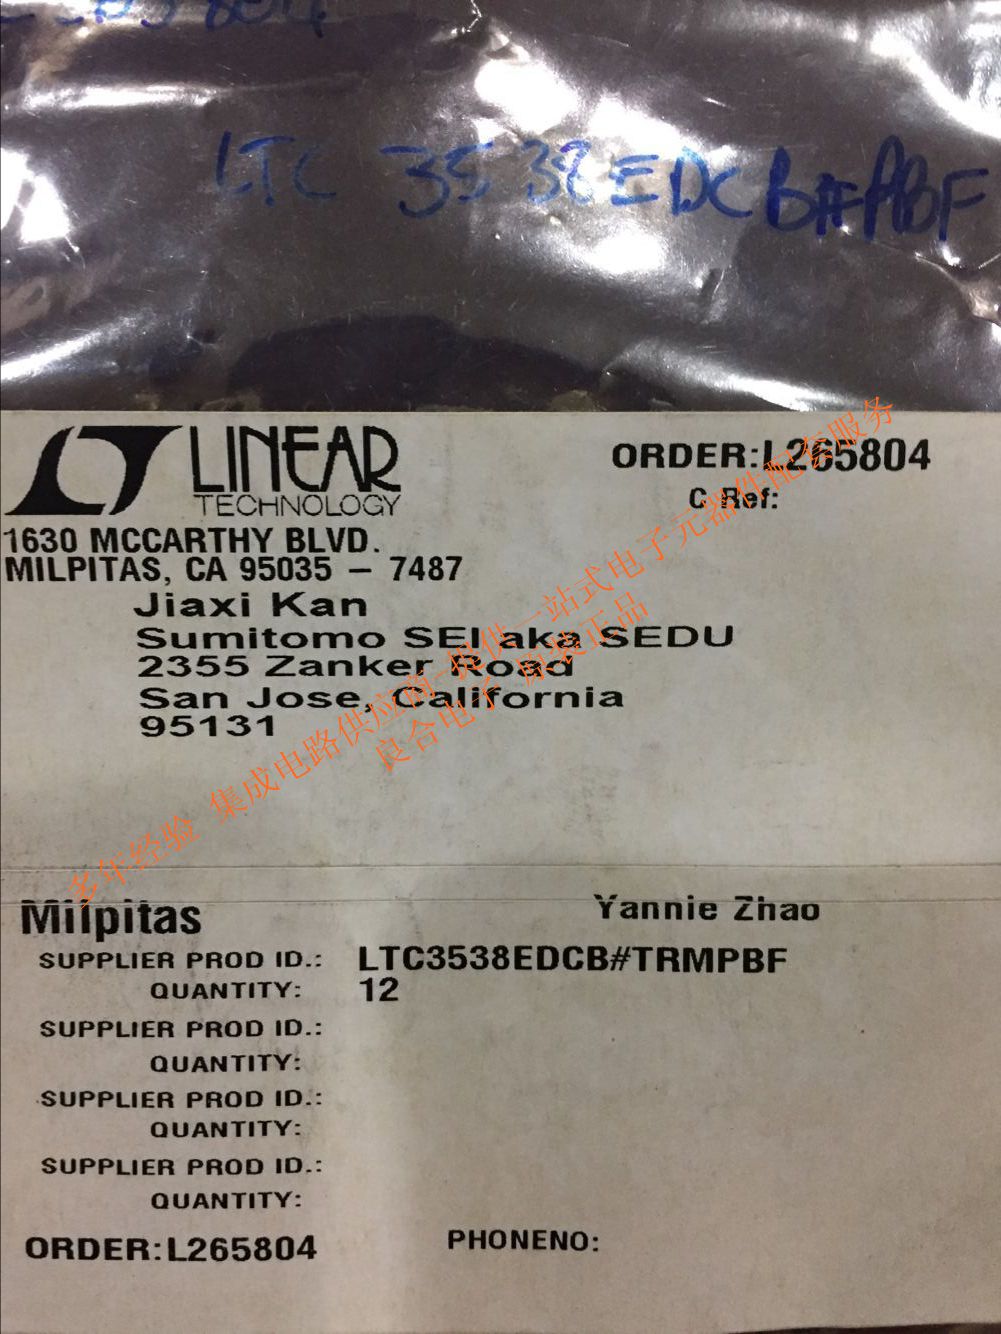 LTC 3538EDCB#PBF
LINEAR
TECHNOLOGY
ORDER:L265804
C Ref:
1630 MCCARTHY BLVD.
MILPITAS, CA 95035 – 7487
Jiaxi Kan
Sumitomo SEI aka SEDU
2355 Zanker Road
San Jose, California
95131
多年经验 集成电路供应商-提供一站式电子元器件配套服务
良合电子 原装正品
Milpitas
Yannie Zhao
SUPPLIER PROD ID.: LTC3538EDCB#TRMPBF
QUANTITY: 12
SUPPLIER PROD ID.:
QUANTITY:
SUPPLIER PROD ID.:
QUANTITY:
SUPPLIER PROD ID.:
QUANTITY:
ORDER:L265804
PHONENO: